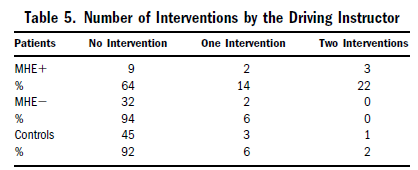 Table 5. Number of Interventions by the Driving Instructor
Patients No Intervention One Intervention Two Interventions
MHE+ 9 2 3
% 64 14 22
MHE− 32 2 0
% 94 6 0
Controls 45 3 1
% 92 6 2